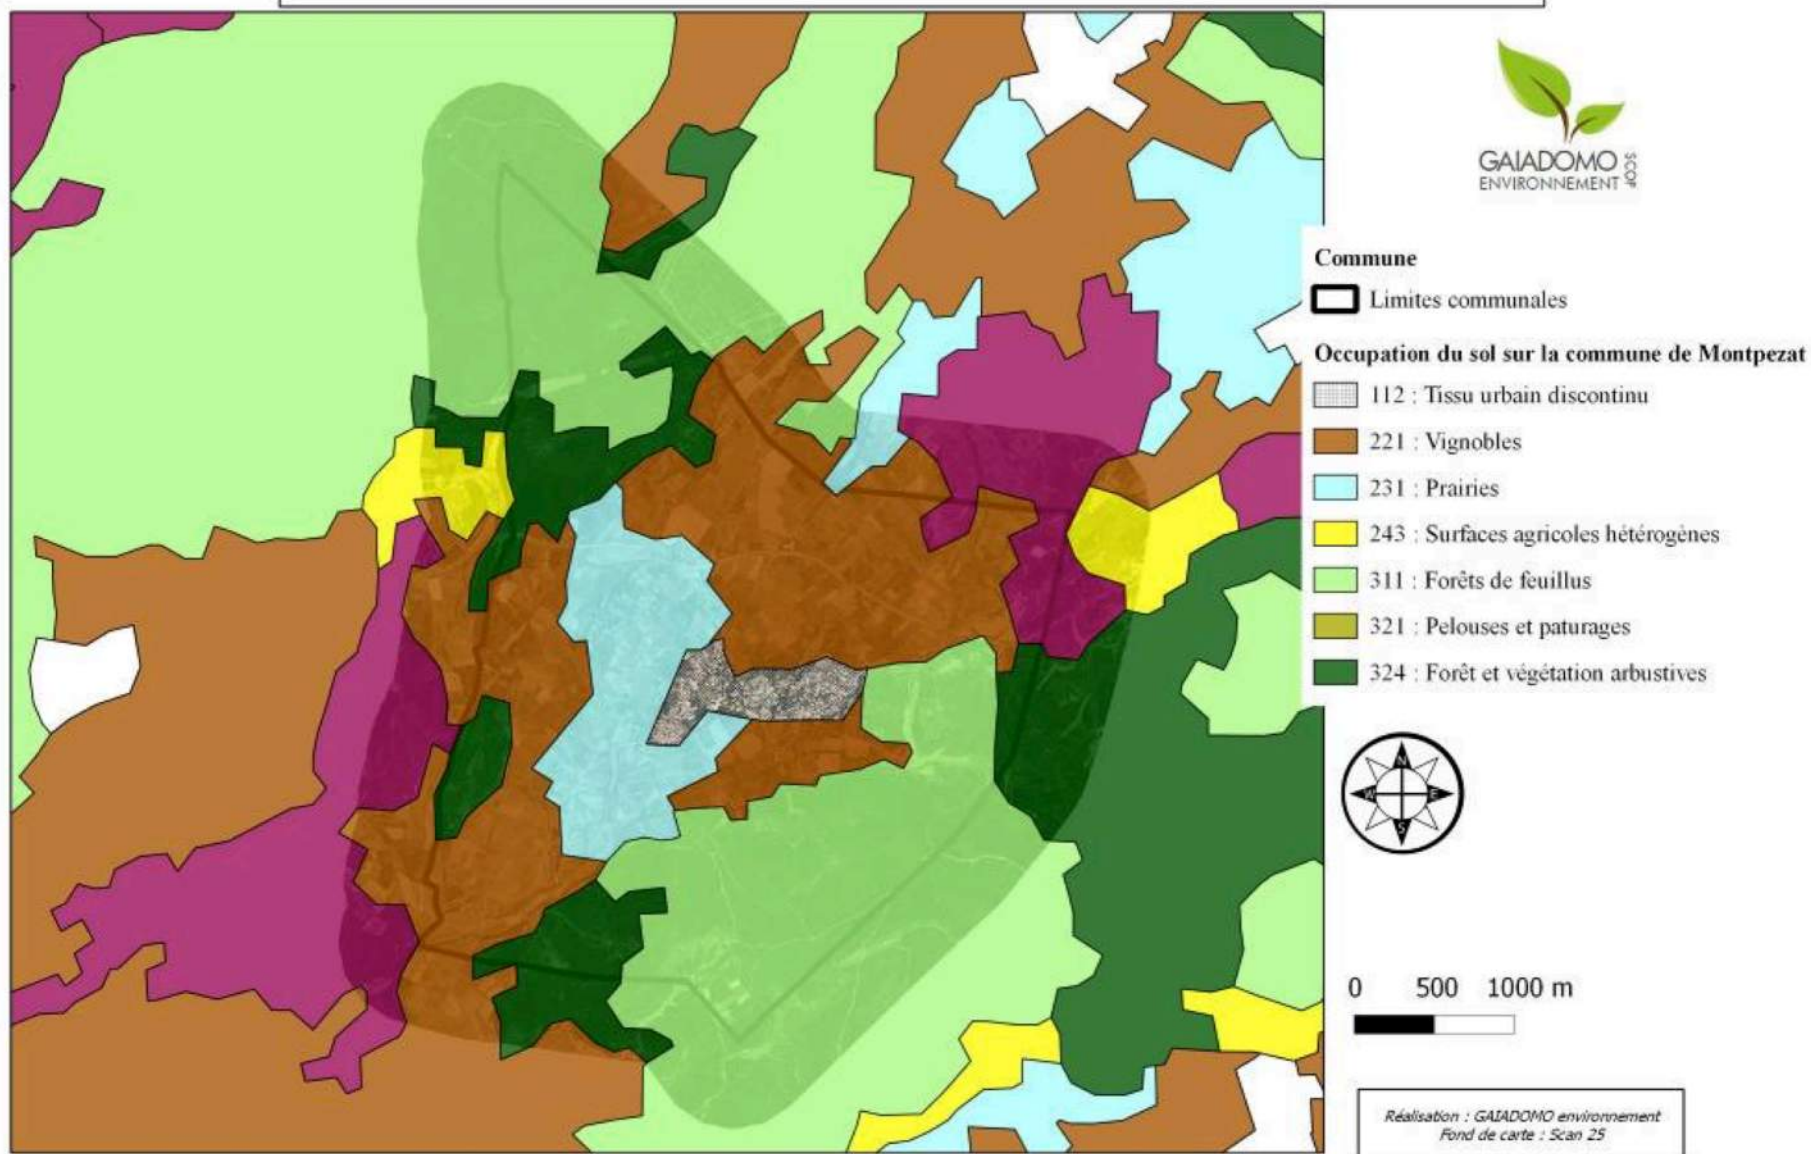 GAIADOMO SCOP
ENVIRONNEMENT
Commune
Limites communales
Occupation du sol sur la commune de Montpezat
112 : Tissu urbain discontinu
221 : Vignobles
231 : Prairies
243 : Surfaces agricoles hétérogènes
311 : Forêts de feuillus
321 : Pelouses et paturages
324 : Forêt et végétation arbustives
N
W E
S
0 500 1000 m
Réalisation : GAIADOMO environnement
Fond de carte : Scan 25